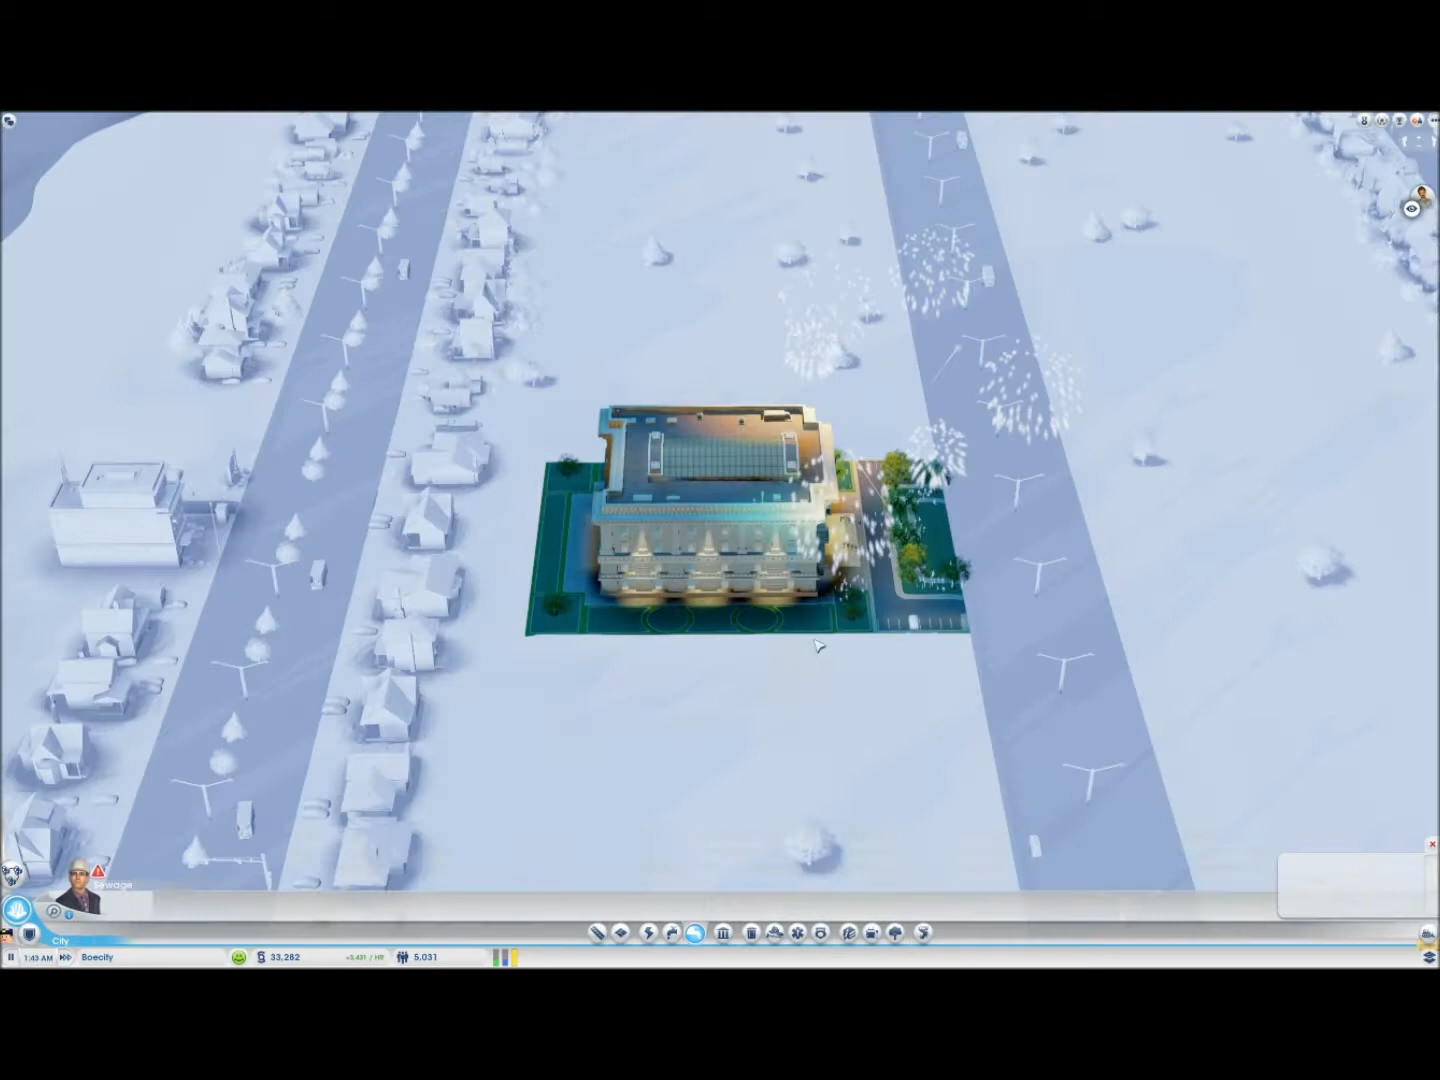 Sewage
City
1:43 AM
Boecity
33,282
+3,431 / HR
5,031